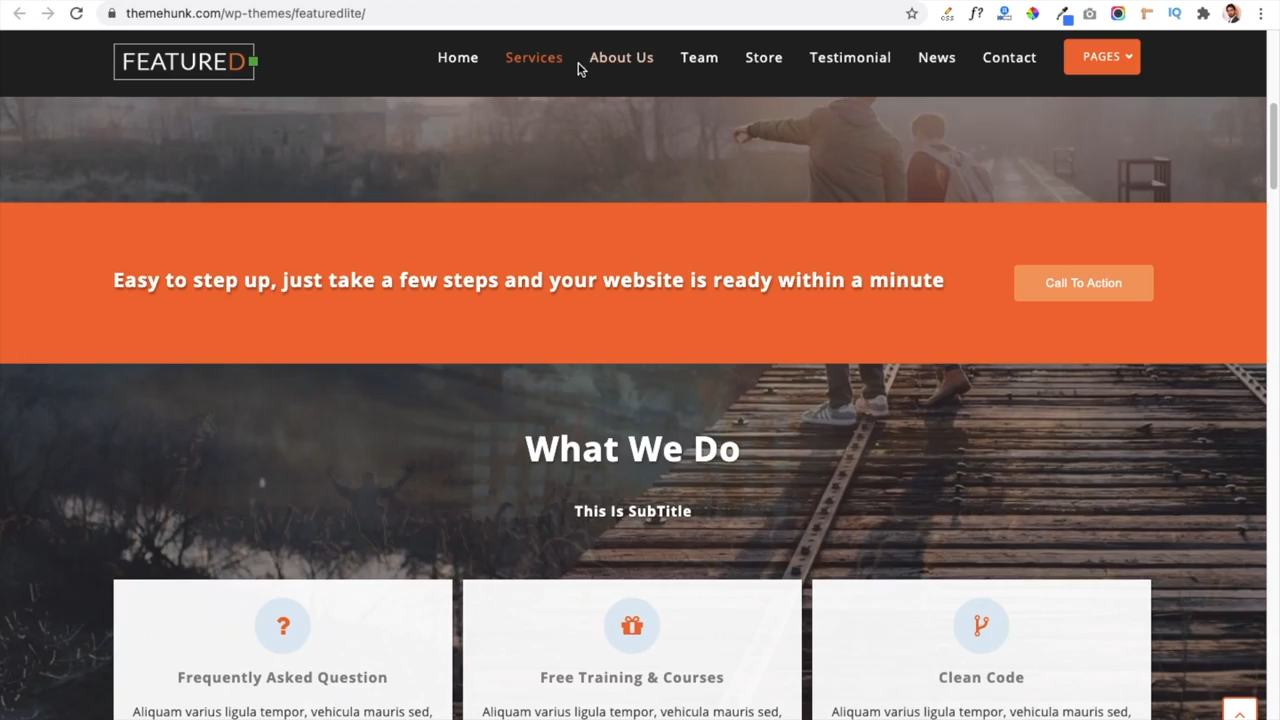 themehunk.com/wp-themes/featuredlite/
css
f?
IQ
FEATURED
Home
Services
About Us
Team
Store
Testimonial
News
Contact
PAGES
Easy to step up, just take a few steps and your website is ready within a minute
Call To Action
What We Do
This Is SubTitle
Frequently Asked Question
Free Training & Courses
Clean Code
Aliquam varius ligula tempor, vehicula mauris sed,
Aliquam varius ligula tempor, vehicula mauris sed,
Aliquam varius ligula tempor, vehicula mauris sed,